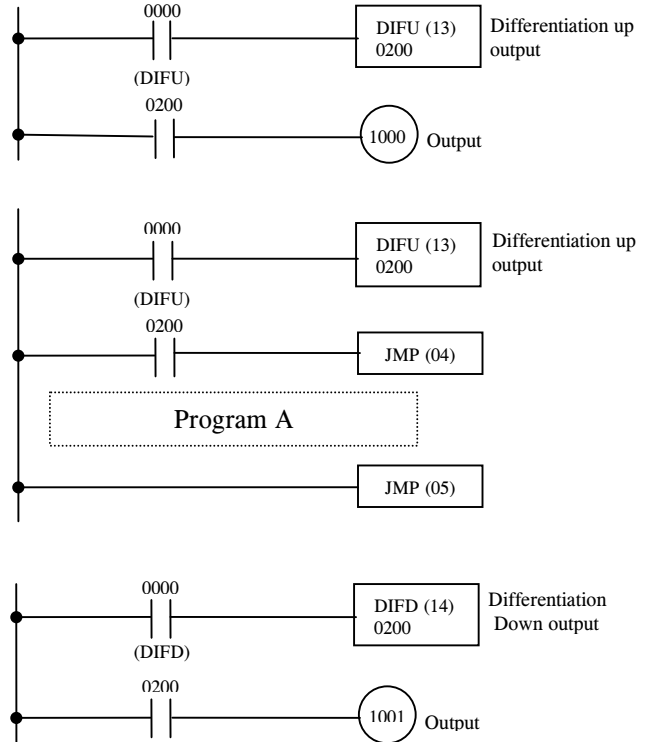 0000
DIFU (13)
0200
Differentiation up
output
(DIFU)
0200
1000
Output
0000
DIFU (13)
0200
Differentiation up
output
(DIFU)
0200
JMP (04)
Program A
JMP (05)
0000
DIFD (14)
0200
Differentiation
Down output
(DIFD)
0200
1001
Output